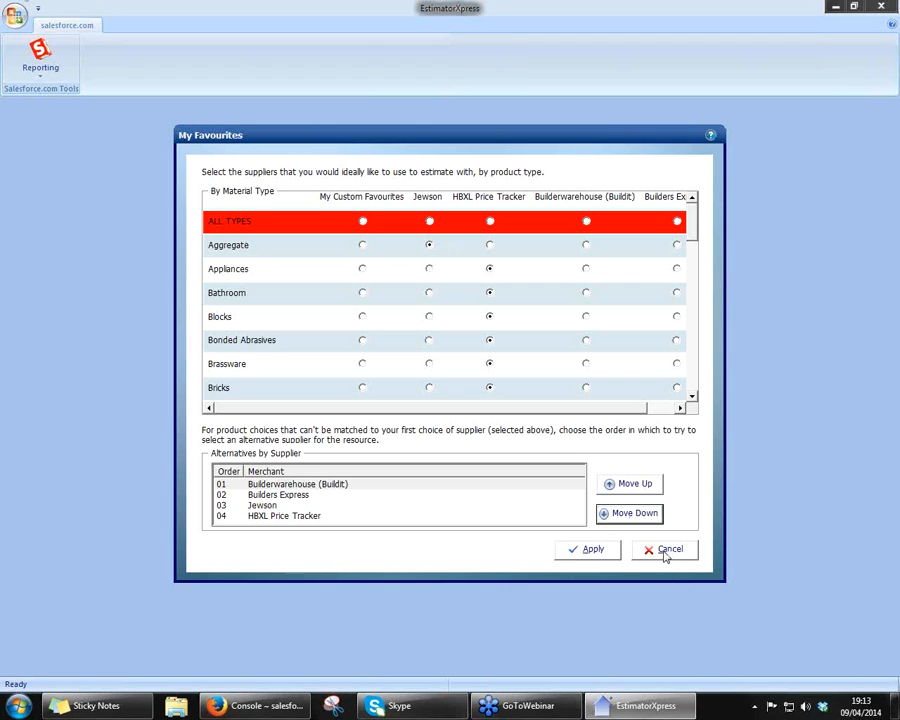 EstimatorXpress
salesforce.com
Reporting
Salesforce.com Tools
My Favourites
Select the suppliers that you would ideally like to use to estimate with, by product type.
By Material Type
My Custom Favourites Jewson HBXL Price Tracker Builderwarehouse (Buildit) Builders Ex
ALL TYPES
Aggregate
Appliances
Bathroom
Blocks
Bonded Abrasives
Brassware
Bricks
For product choices that can't be matched to your first choice of supplier (selected above), choose the order in which to try to
select an alternative supplier for the resource.
Alternatives by Supplier
Order Merchant
01 Builderwarehouse (Buildit)
02 Builders Express
03 Jewson
04 HBXL Price Tracker
Move Up
Move Down
Apply
Cancel
Ready
Sticky Notes
Console ~ salesfo...
Skype
GoToWebinar
EstimatorXpress
19:13
09/04/2014